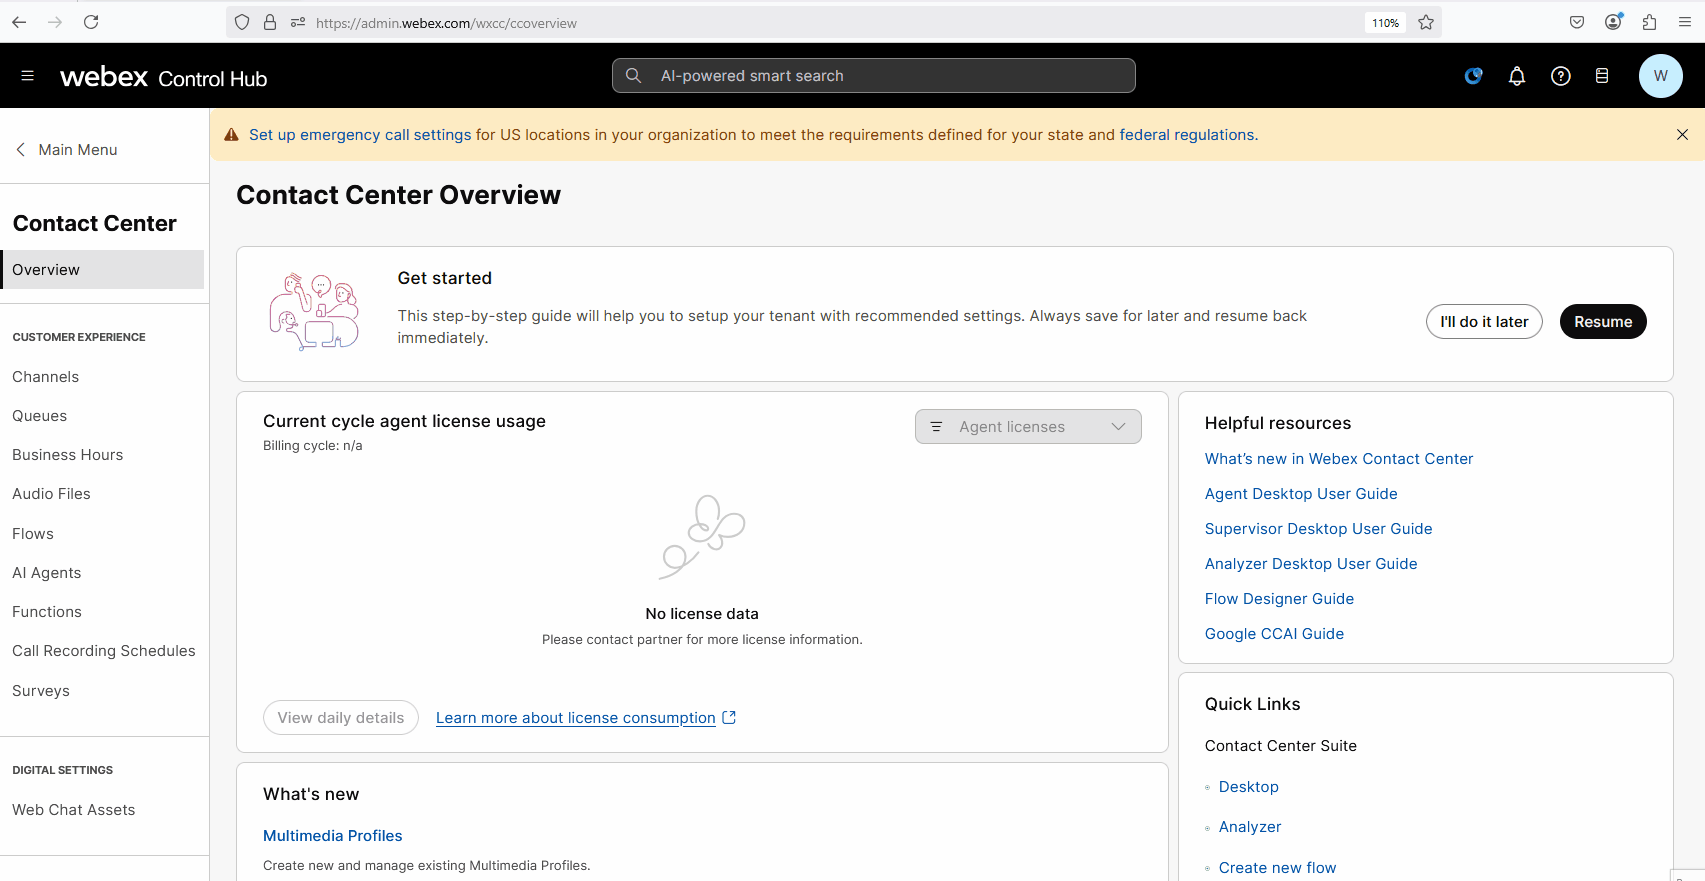 https://admin.webex.com/wxcc/ccoverview
110%
webex Control Hub
AI-powered smart search
W
Main Menu
Set up emergency call settings for US locations in your organization to meet the requirements defined for your state and federal regulations.
Contact Center
Overview
CUSTOMER EXPERIENCE
Channels
Queues
Business Hours
Audio Files
Flows
AI Agents
Functions
Call Recording Schedules
Surveys
DIGITAL SETTINGS
Web Chat Assets
Contact Center Overview
Get started
This step-by-step guide will help you to setup your tenant with recommended settings. Always save for later and resume back
immediately.
I'll do it later
Resume
Current cycle agent license usage
Billing cycle: n/a
Agent licenses
No license data
Please contact partner for more license information.
View daily details
Learn more about license consumption
What's new
Multimedia Profiles
Create new and manage existing Multimedia Profiles.
Helpful resources
What's new in Webex Contact Center
Agent Desktop User Guide
Supervisor Desktop User Guide
Analyzer Desktop User Guide
Flow Designer Guide
Google CCAI Guide
Quick Links
Contact Center Suite
Desktop
Analyzer
Create new flow